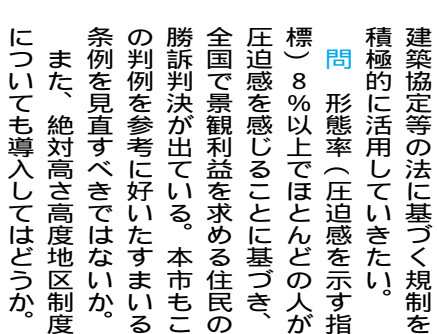 建築協定等の法に基づく規制を
積極的に活用していきたい。
問　形態率（圧迫感を示す指
標）８％以上でほとんどの人が
圧迫感を感じることに基づき、
全国で景観利益を求める住民の
勝訴判決が出ている。本市もこ
の判例を参考に好いたすまいる
条例を見直すべきではないか。
また、絶対高さ高度地区制度
についても導入してはどうか。